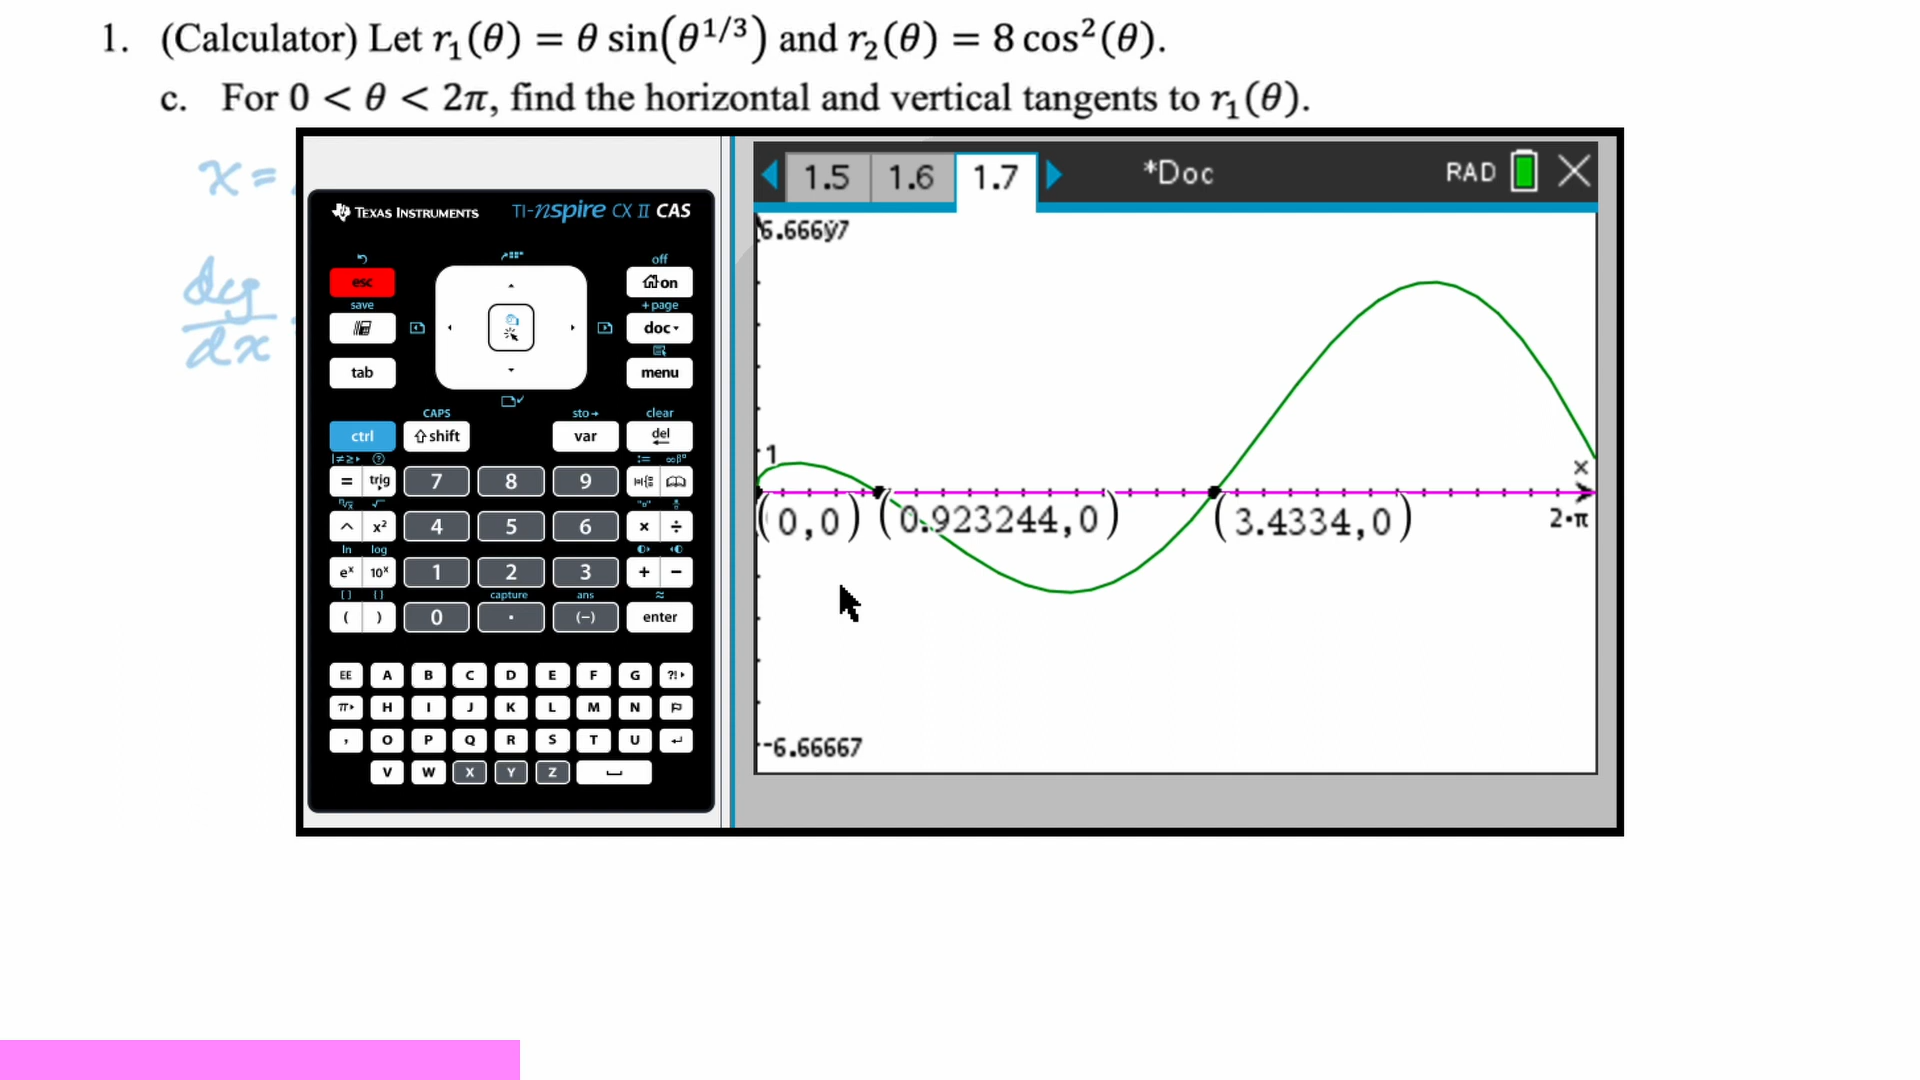 1. (Calculator) Let r₁(θ) = θ sin(θ^1/3) and r₂(θ) = 8 cos²(θ).
c. For 0 < θ < 2π, find the horizontal and vertical tangents to r₁(θ).
x =
dy
dx
TEXAS INSTRUMENTS TI-nspire CX II CAS
off
esc on
save + page
doc
tab menu
CAPS sto→ clear
ctrl shift var del
= trig 7 8 9
^ x² 4 5 6 × ÷
ln log
eˣ 10ˣ 1 2 3 + −
[ ] { } capture ans ≈
( ) 0 . (−) enter
EE A B C D E F G ?!▸
π▸ H I J K L M N
, O P Q R S T U ↵
V W X Y Z
1.5 1.6 1.7 *Doc RAD
6.66667 y
1
x
(0,0) (0.923244,0) (3.4334,0) 2·π
-6.66667